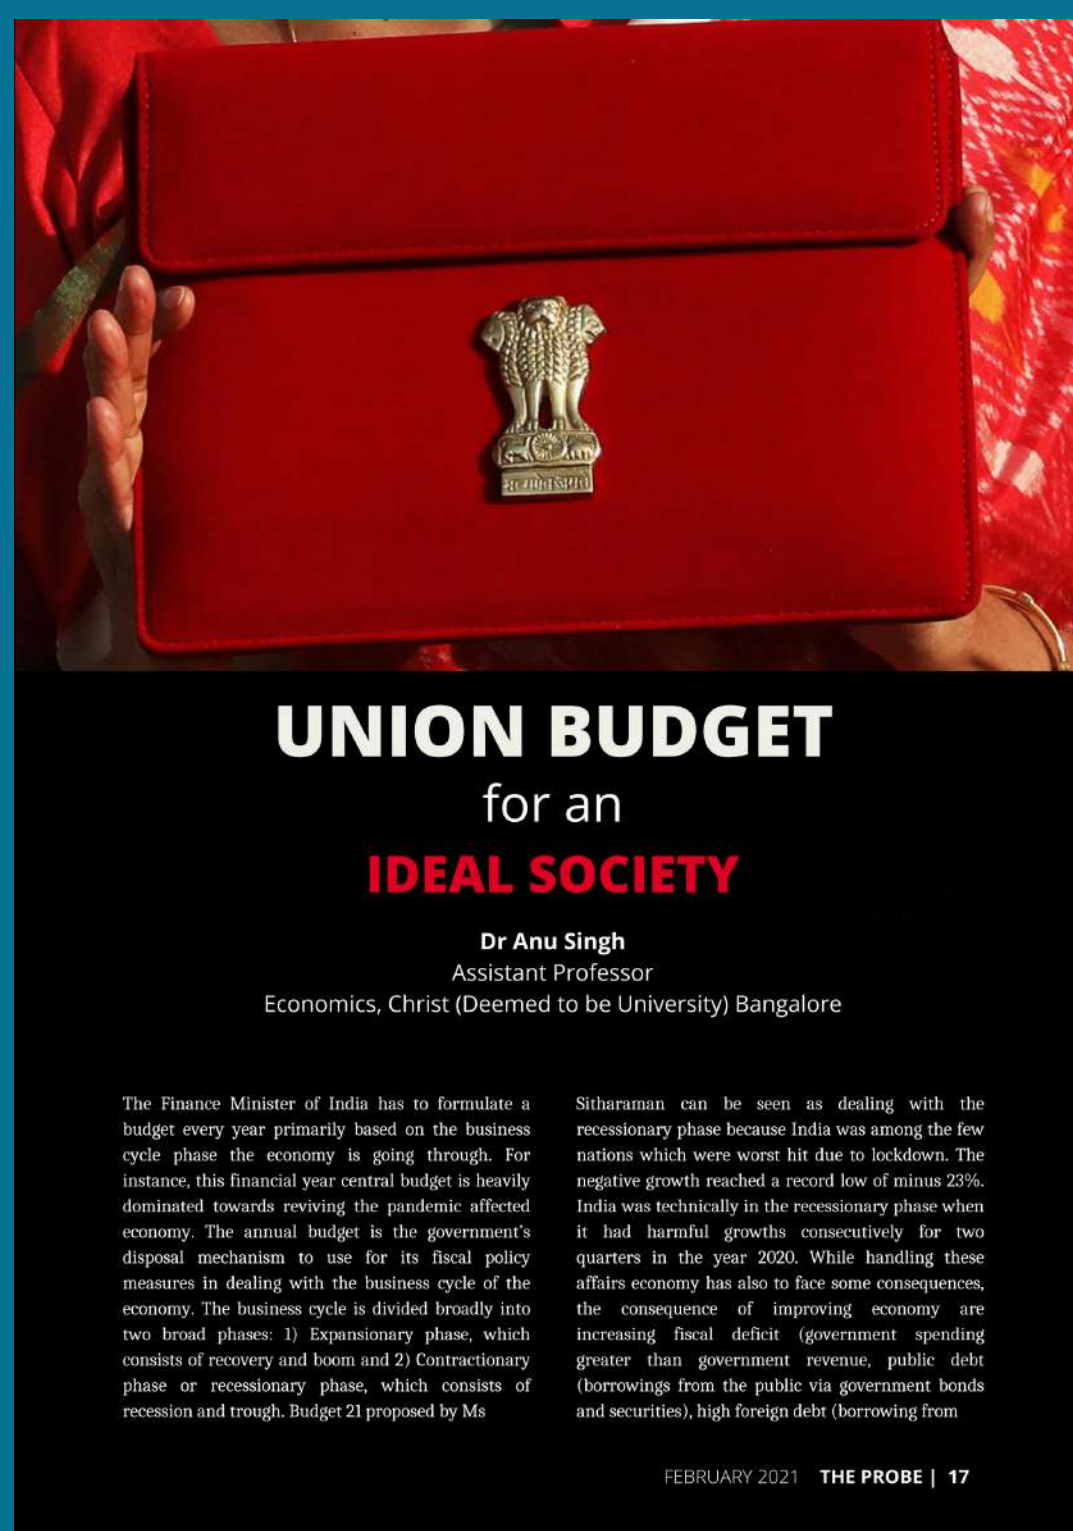 सत्यमेव जयते
UNION BUDGET
for an
IDEAL SOCIETY
Dr Anu Singh
Assistant Professor
Economics, Christ (Deemed to be University) Bangalore
The Finance Minister of India has to formulate a
budget every year primarily based on the business
cycle phase the economy is going through. For
instance, this financial year central budget is heavily
dominated towards reviving the pandemic affected
economy. The annual budget is the government's
disposal mechanism to use for its fiscal policy
measures in dealing with the business cycle of the
economy. The business cycle is divided broadly into
two broad phases: 1) Expansionary phase, which
consists of recovery and boom and 2) Contractionary
phase or recessionary phase, which consists of
recession and trough. Budget 21 proposed by Ms
Sitharaman can be seen as dealing with the
recessionary phase because India was among the few
nations which were worst hit due to lockdown. The
negative growth reached a record low of minus 23%.
India was technically in the recessionary phase when
it had harmful growths consecutively for two
quarters in the year 2020. While handling these
affairs economy has also to face some consequences,
the consequence of improving economy are
increasing fiscal deficit (government spending
greater than government revenue, public debt
(borrowings from the public via government bonds
and securities), high foreign debt (borrowing from
FEBRUARY 2021 THE PROBE | 17